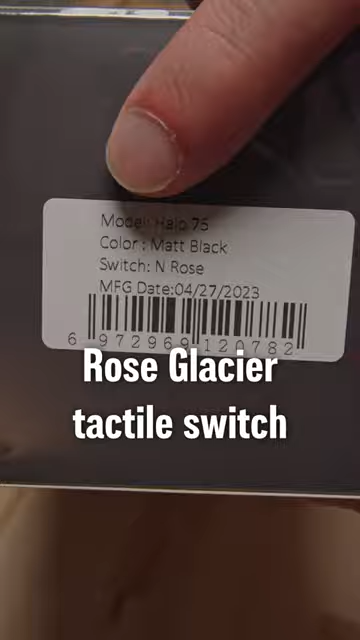 Model: Halo 75
Color : Matt Black
Switch: N Rose
MFG Date:04/27/2023
6 972969 120782
Rose Glacier
tactile switch